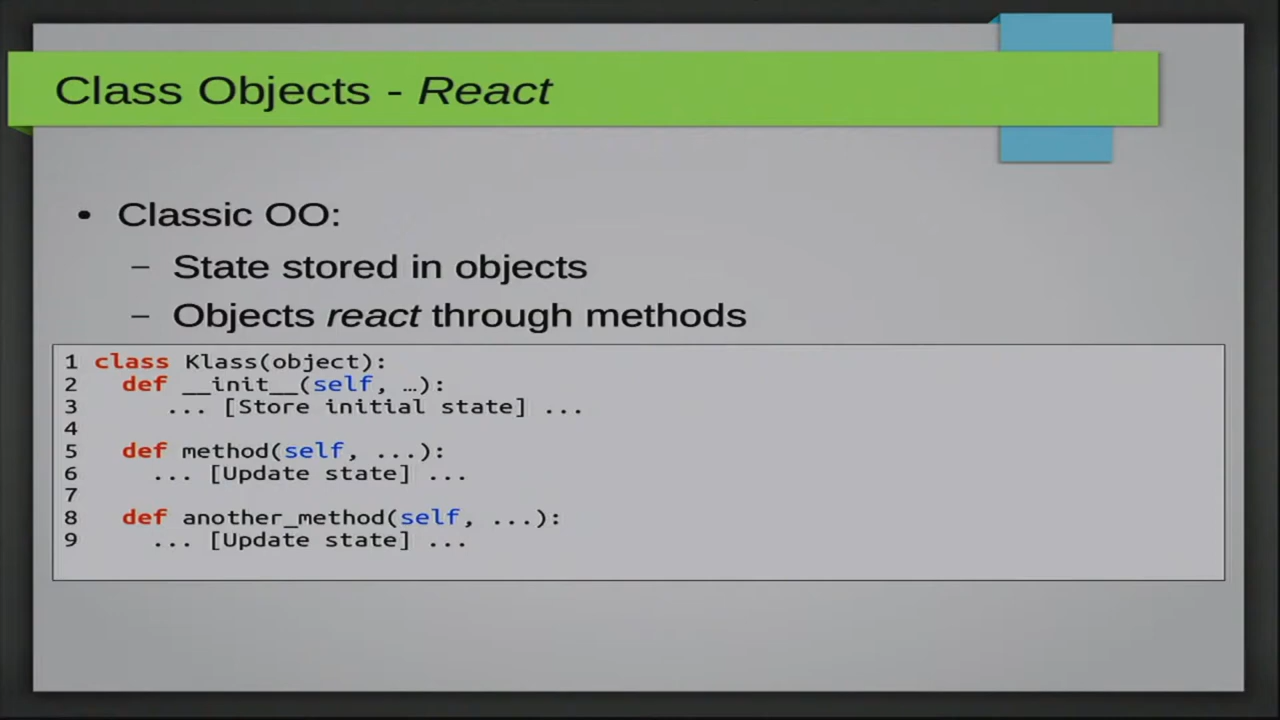 Class Objects - React
• Classic OO:
– State stored in objects
– Objects react through methods
1 class Klass(object):
2   def __init__(self, …):
3      ... [Store initial state] ...
4
5   def method(self, ...):
6     ... [Update state] ...
7
8   def another_method(self, ...):
9     ... [Update state] ...